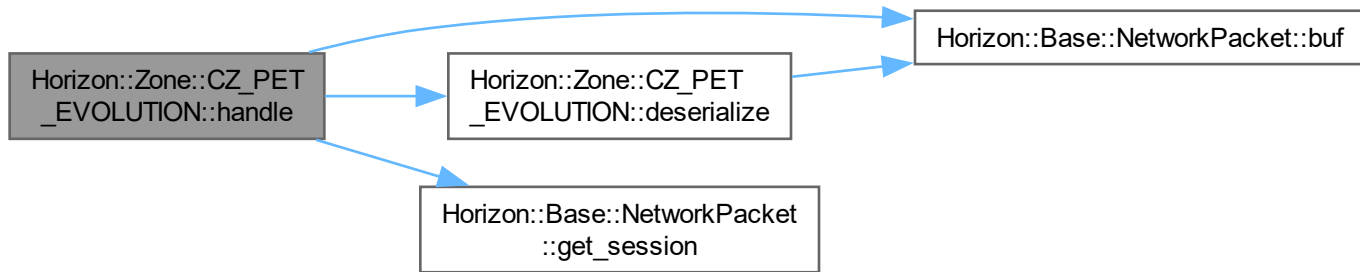 Horizon::Zone::CZ_PET
_EVOLUTION::handle
Horizon::Zone::CZ_PET
_EVOLUTION::deserialize
Horizon::Base::NetworkPacket::buf
Horizon::Base::NetworkPacket
::get_session